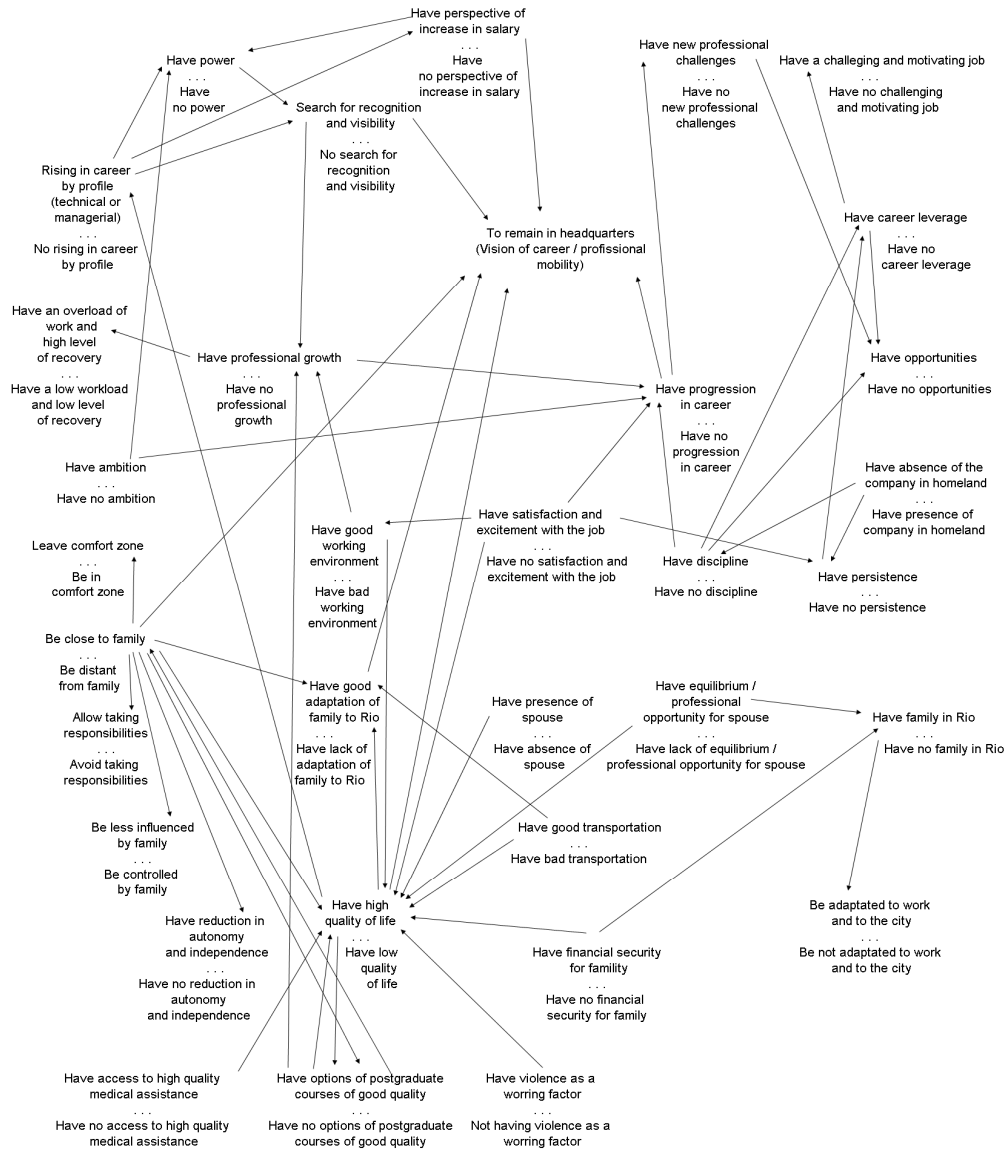 Have perspective of
increase in salary
. . .
Have
no perspective of
increase in salary
Have power
. . .
Have
no power
Have new professional
challenges
. . .
Have no
new professional
challenges
Have a challeging and motivating job
. . .
Have no challenging
and motivating job
Search for recognition
and visibility
. . .
No search for
recognition
and visibility
Rising in career
by profile
(technical or
managerial)
. . .
No rising in career
by profile
To remain in headquarters
(Vision of career / profissional
mobility)
Have career leverage
. . .
Have no
career leverage
Have an overload of
work and
high level
of recovery
. . .
Have a low workload
and low level
of recovery
Have professional growth
. . .
Have no
professional
growth
Have progression
in career
. . .
Have no
progression
in career
Have opportunities
. . .
Have no opportunities
Have ambition
. . .
Have no ambition
Have absence of the
company in homeland
. . .
Have presence of
company in homeland
Have good
working
environment
. . .
Have bad
working
environment
Have satisfaction and
excitement with the job
. . .
Have no satisfaction and
excitement with the job
Have discipline
. . .
Have no discipline
Have persistence
. . .
Have no persistence
Leave comfort zone
. . .
Be in
comfort zone
Be close to family
. . .
Be distant
from family
Allow taking
responsibilities
. . .
Avoid taking
responsibilities
Have good
adaptation of
family to Rio
. . .
Have lack of
adaptation of
family to Rio
Have presence of
spouse
. . .
Have absence of
spouse
Have equilibrium /
professional
opportunity for spouse
. . .
Have lack of equilibrium /
professional opportunity for spouse
Have family in Rio
. . .
Have no family in Rio
Be less influenced
by family
. . .
Be controlled
by family
Have good transportation
. . .
Have bad transportation
Have reduction in
autonomy
and independence
. . .
Have no reduction in
autonomy
and independence
Have high
quality of life
. . .
Have low
quality
of life
Have financial security
for famility
. . .
Have no financial
security for family
Be adaptated to work
and to the city
. . .
Be not adaptated to work
and to the city
Have access to high quality
medical assistance
. . .
Have no access to high quality
medical assistance
Have options of postgraduate
courses of good quality
. . .
Have no options of postgraduate
courses of good quality
Have violence as a
worring factor
. . .
Not having violence as a
worring factor